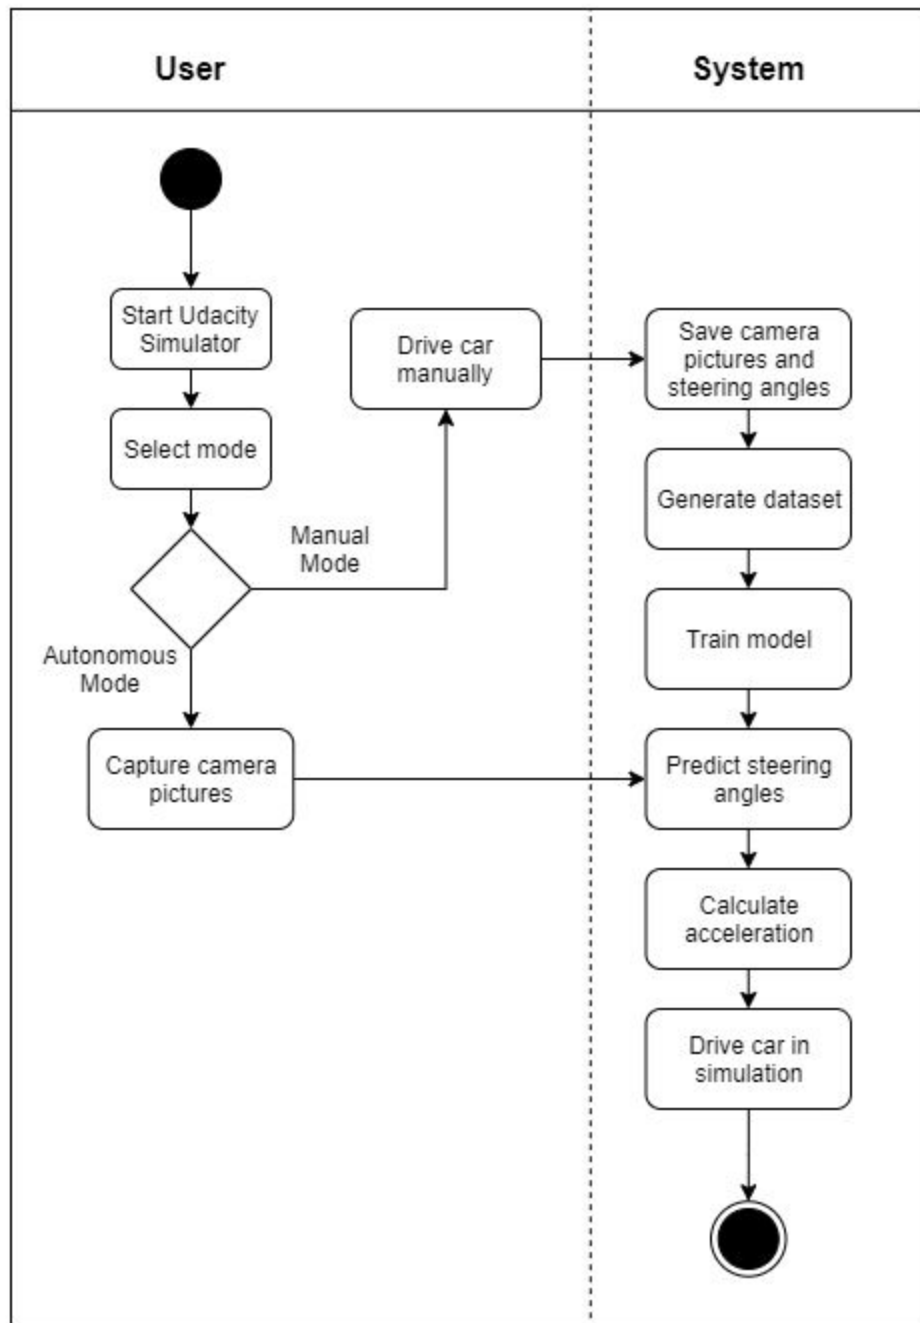 User
System
Start Udacity
Simulator
Drive car
manually
Save camera
pictures and
steering angles
Select mode
Generate dataset
Manual
Mode
Autonomous
Mode
Train model
Capture camera
pictures
Predict steering
angles
Calculate
acceleration
Drive car in
simulation